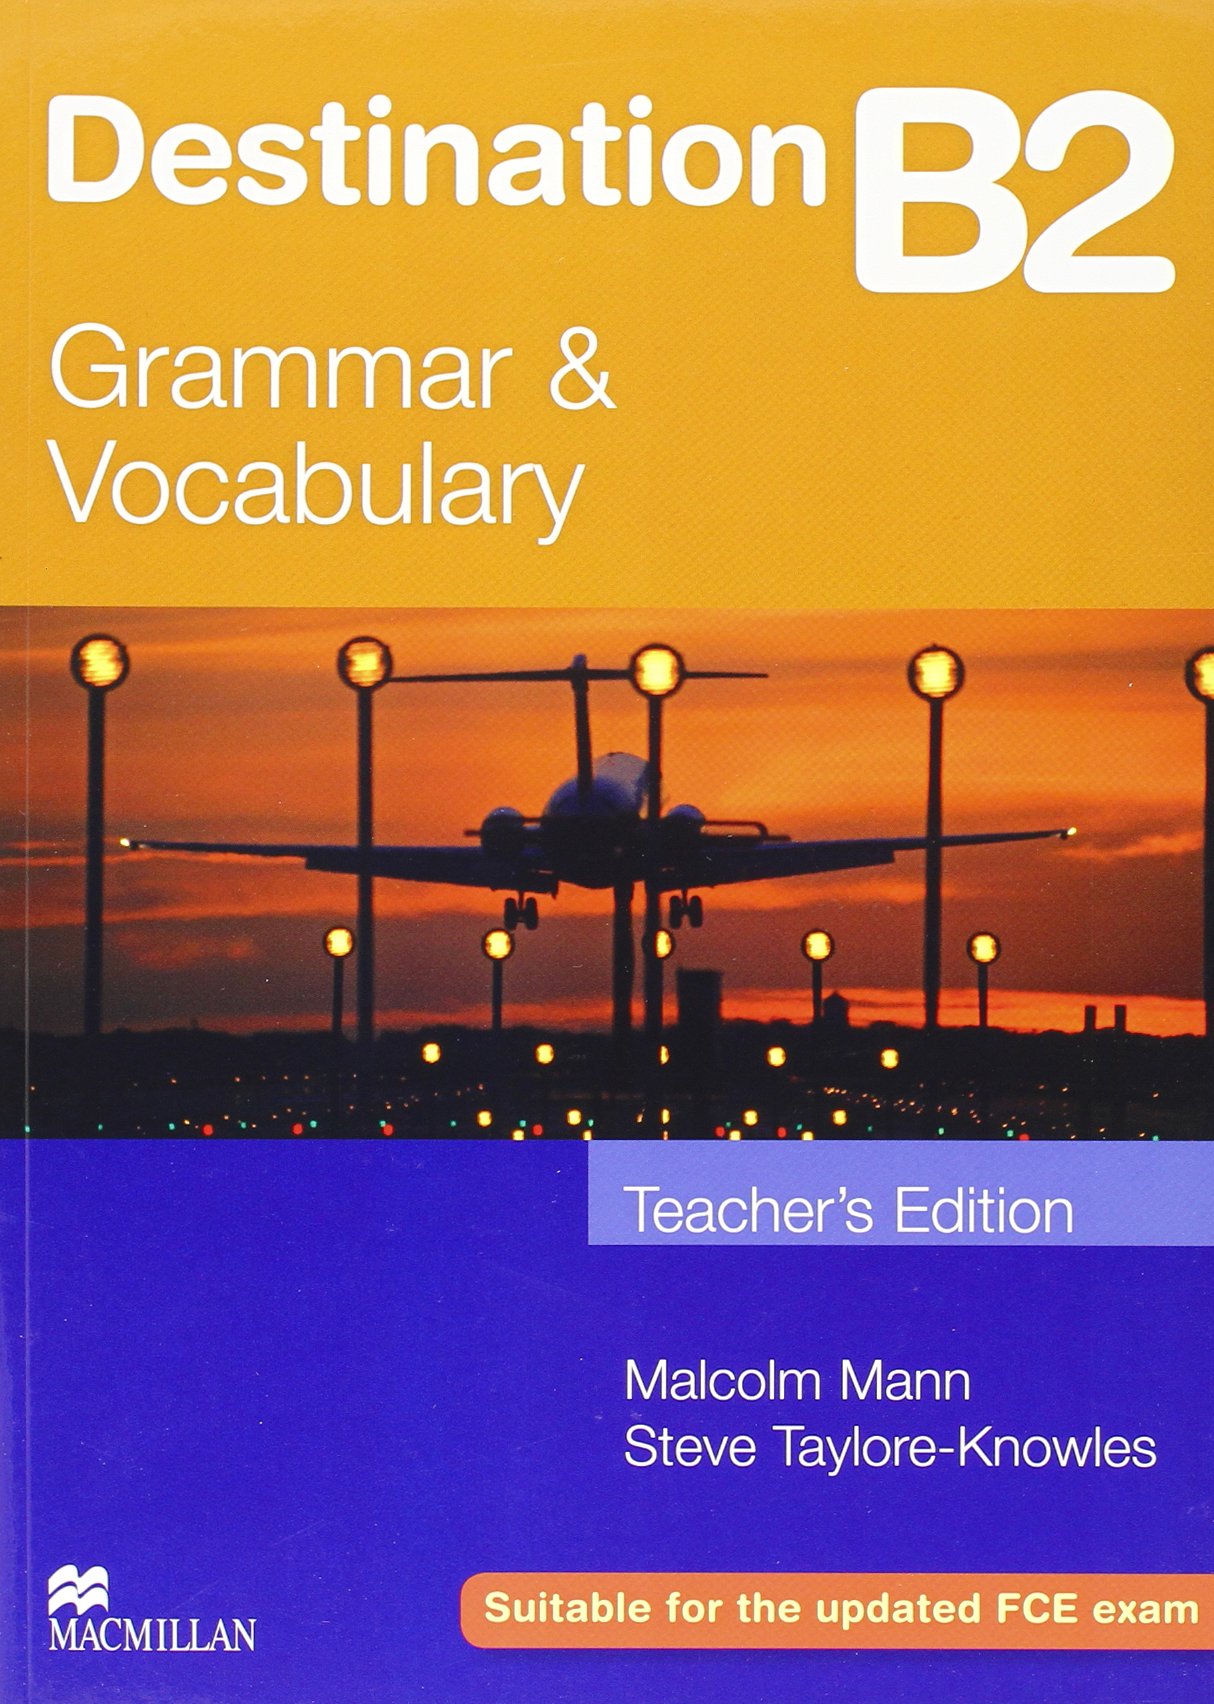 Destination B2
Grammar &
Vocabulary
Teacher's Edition
Malcolm Mann
Steve Taylore-Knowles
MACMILLAN
Suitable for the updated FCE exam